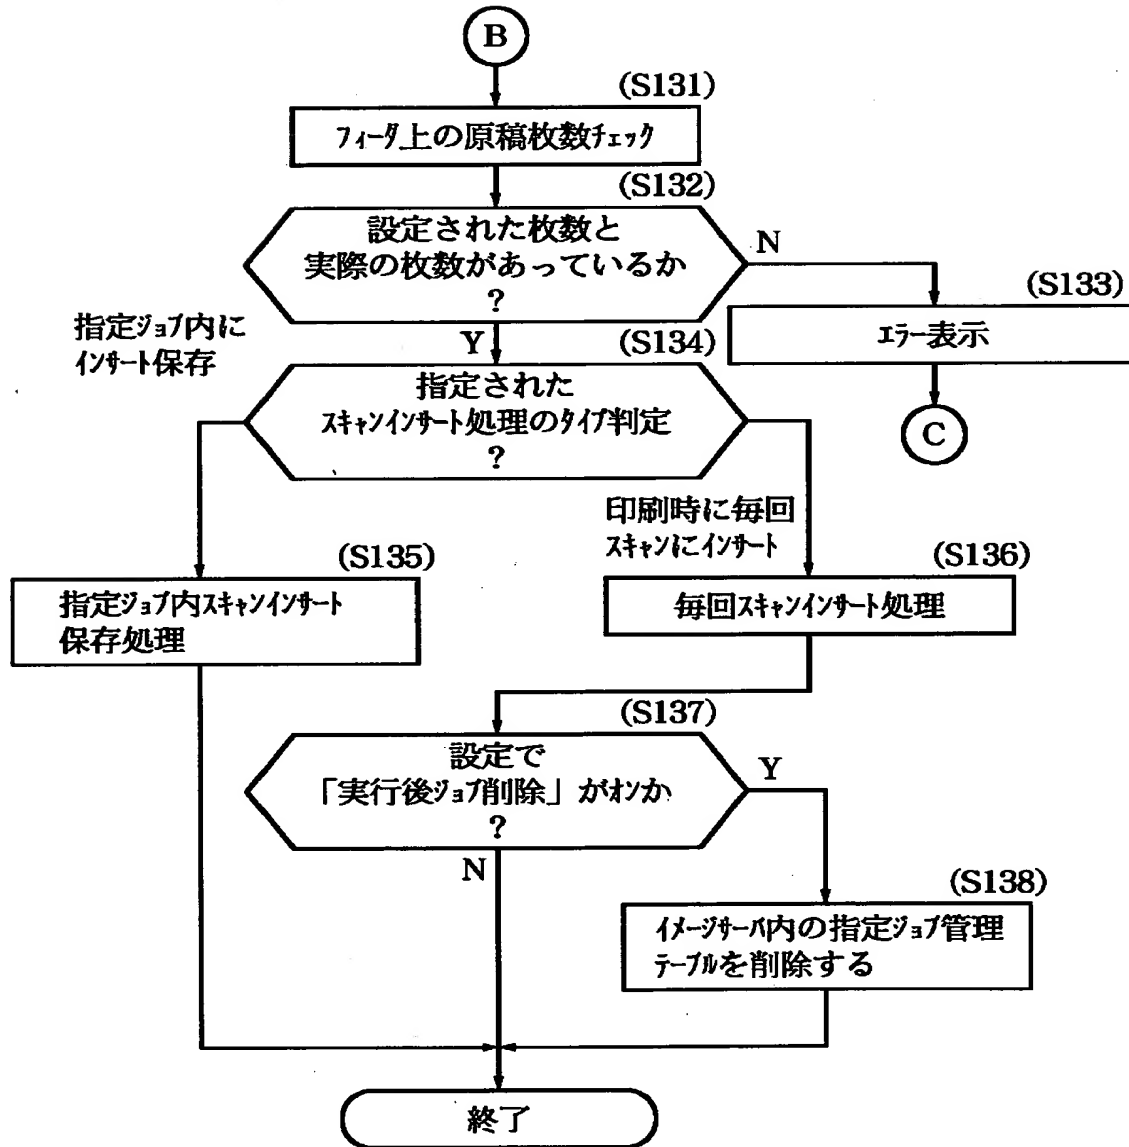 B
(S131)
フィーダ上の原稿枚数チェック
(S132)
設定された枚数と
実際の枚数があっているか
?
N
(S133)
エラー表示
C
Y
指定ジョブ内に
インサート保存
(S134)
指定された
スキャンインサート処理のタイプ判定
?
印刷時に毎回
スキャンにインサート
(S135)
指定ジョブ内スキャンインサート
保存処理
(S136)
毎回スキャンインサート処理
(S137)
設定で
「実行後ジョブ削除」がオンか
?
Y
N
(S138)
イメージサーバ内の指定ジョブ管理
テーブルを削除する
終了